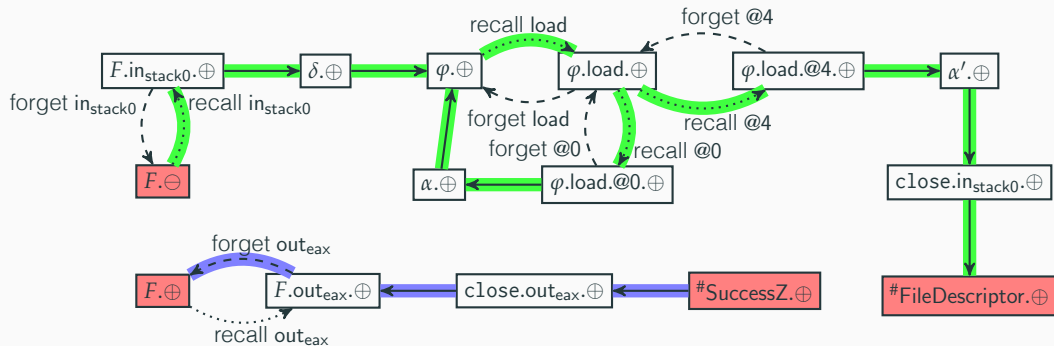 recall load
forget @4
F.in_stack0.⊕
δ.⊕
φ.⊕
φ.load.⊕
φ.load.@4.⊕
α′.⊕
forget in_stack0
recall in_stack0
forget load
recall @4
forget @0
recall @0
F.⊖
α.⊕
φ.load.@0.⊕
close.in_stack0.⊕
forget out_eax
F.⊕
F.out_eax.⊕
close.out_eax.⊕
#SuccessZ.⊕
#FileDescriptor.⊕
recall out_eax